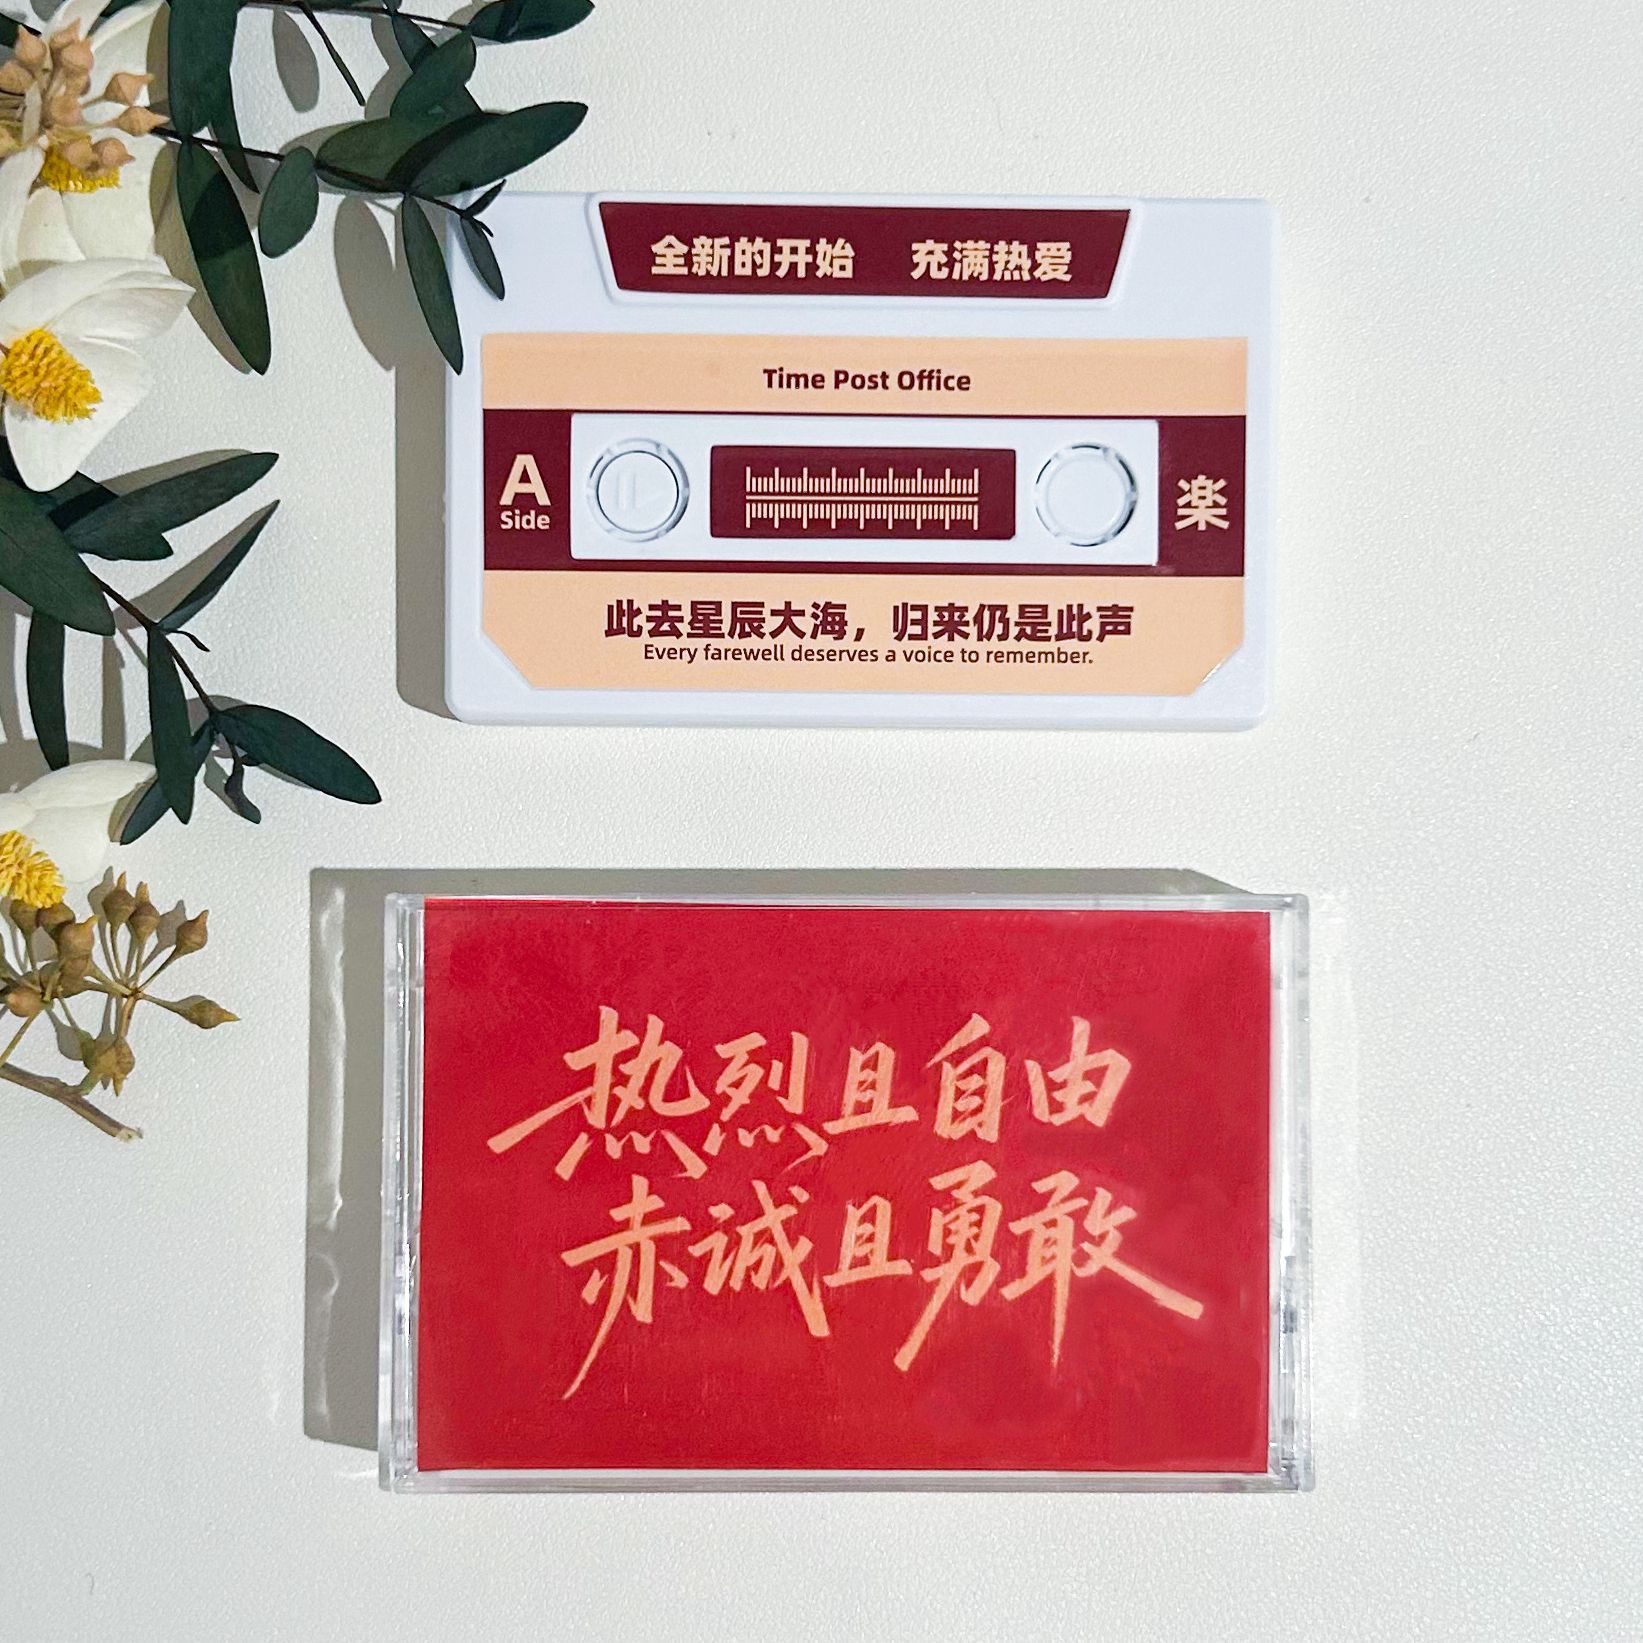 全新的开始 充满热爱
Time Post Office
A
Side
楽
此去星辰大海，归来仍是此声
Every farewell deserves a voice to remember.
热烈且自由
赤诚且勇敢